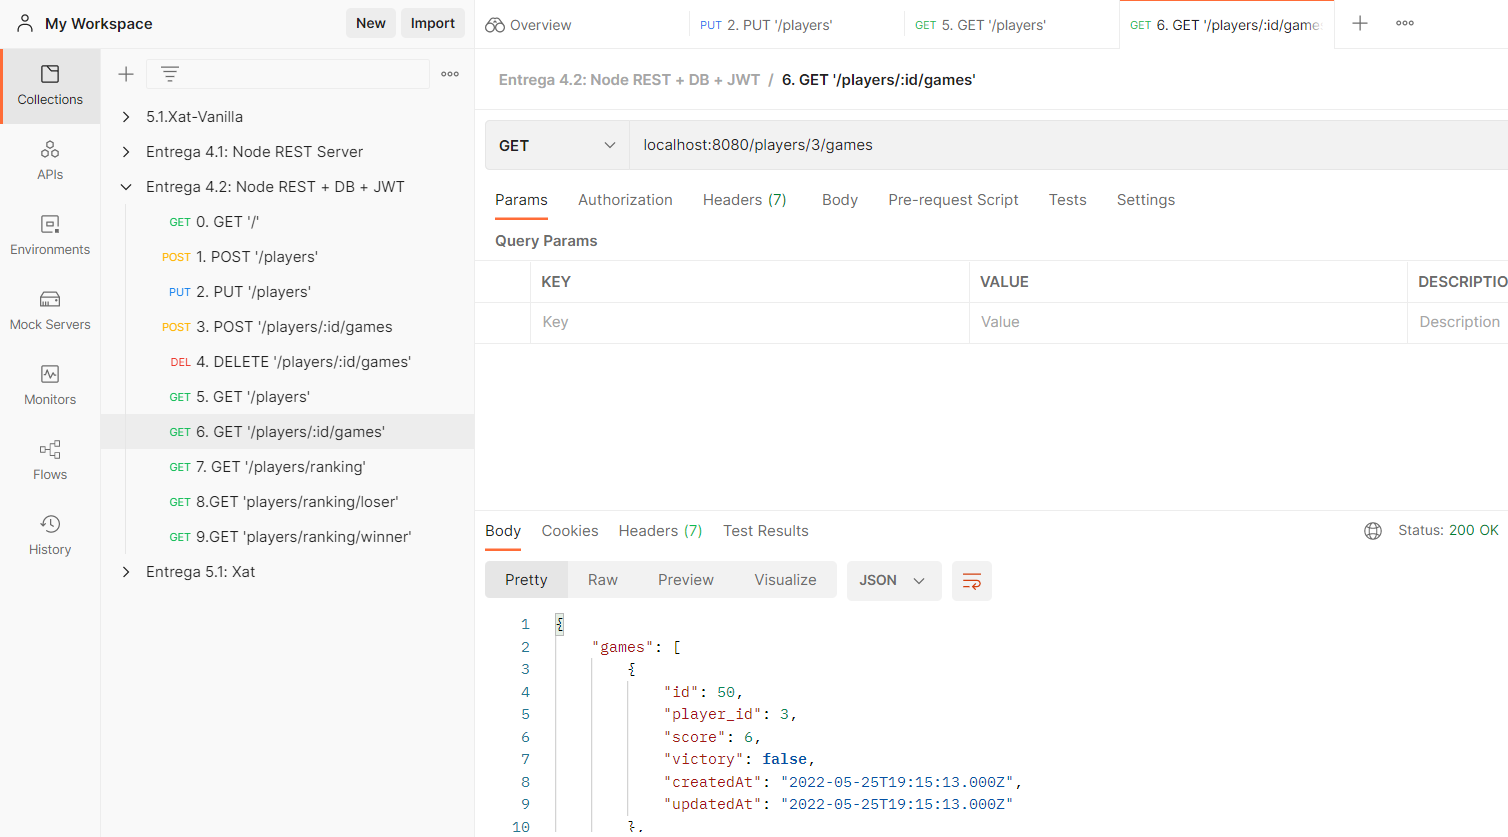 My Workspace
New
Import
Overview
PUT 2. PUT '/players'
GET 5. GET '/players'
GET 6. GET '/players/:id/game
Collections
APIs
Environments
Mock Servers
Monitors
Flows
History
5.1.Xat-Vanilla
Entrega 4.1: Node REST Server
Entrega 4.2: Node REST + DB + JWT
GET 0. GET '/'
POST 1. POST '/players'
PUT 2. PUT '/players'
POST 3. POST '/players/:id/games
DEL 4. DELETE '/players/:id/games'
GET 5. GET '/players'
GET 6. GET '/players/:id/games'
GET 7. GET '/players/ranking'
GET 8.GET 'players/ranking/loser'
GET 9.GET 'players/ranking/winner'
Entrega 5.1: Xat
Entrega 4.2: Node REST + DB + JWT / 6. GET '/players/:id/games'
GET localhost:8080/players/3/games
Params Authorization Headers (7) Body Pre-request Script Tests Settings
Query Params
KEY VALUE DESCRIPTIO
Key Value Description
Body Cookies Headers (7) Test Results Status: 200 OK
Pretty Raw Preview Visualize JSON
1 {
2 "games": [
3 {
4 "id": 50,
5 "player_id": 3,
6 "score": 6,
7 "victory": false,
8 "createdAt": "2022-05-25T19:15:13.000Z",
9 "updatedAt": "2022-05-25T19:15:13.000Z"
10 },